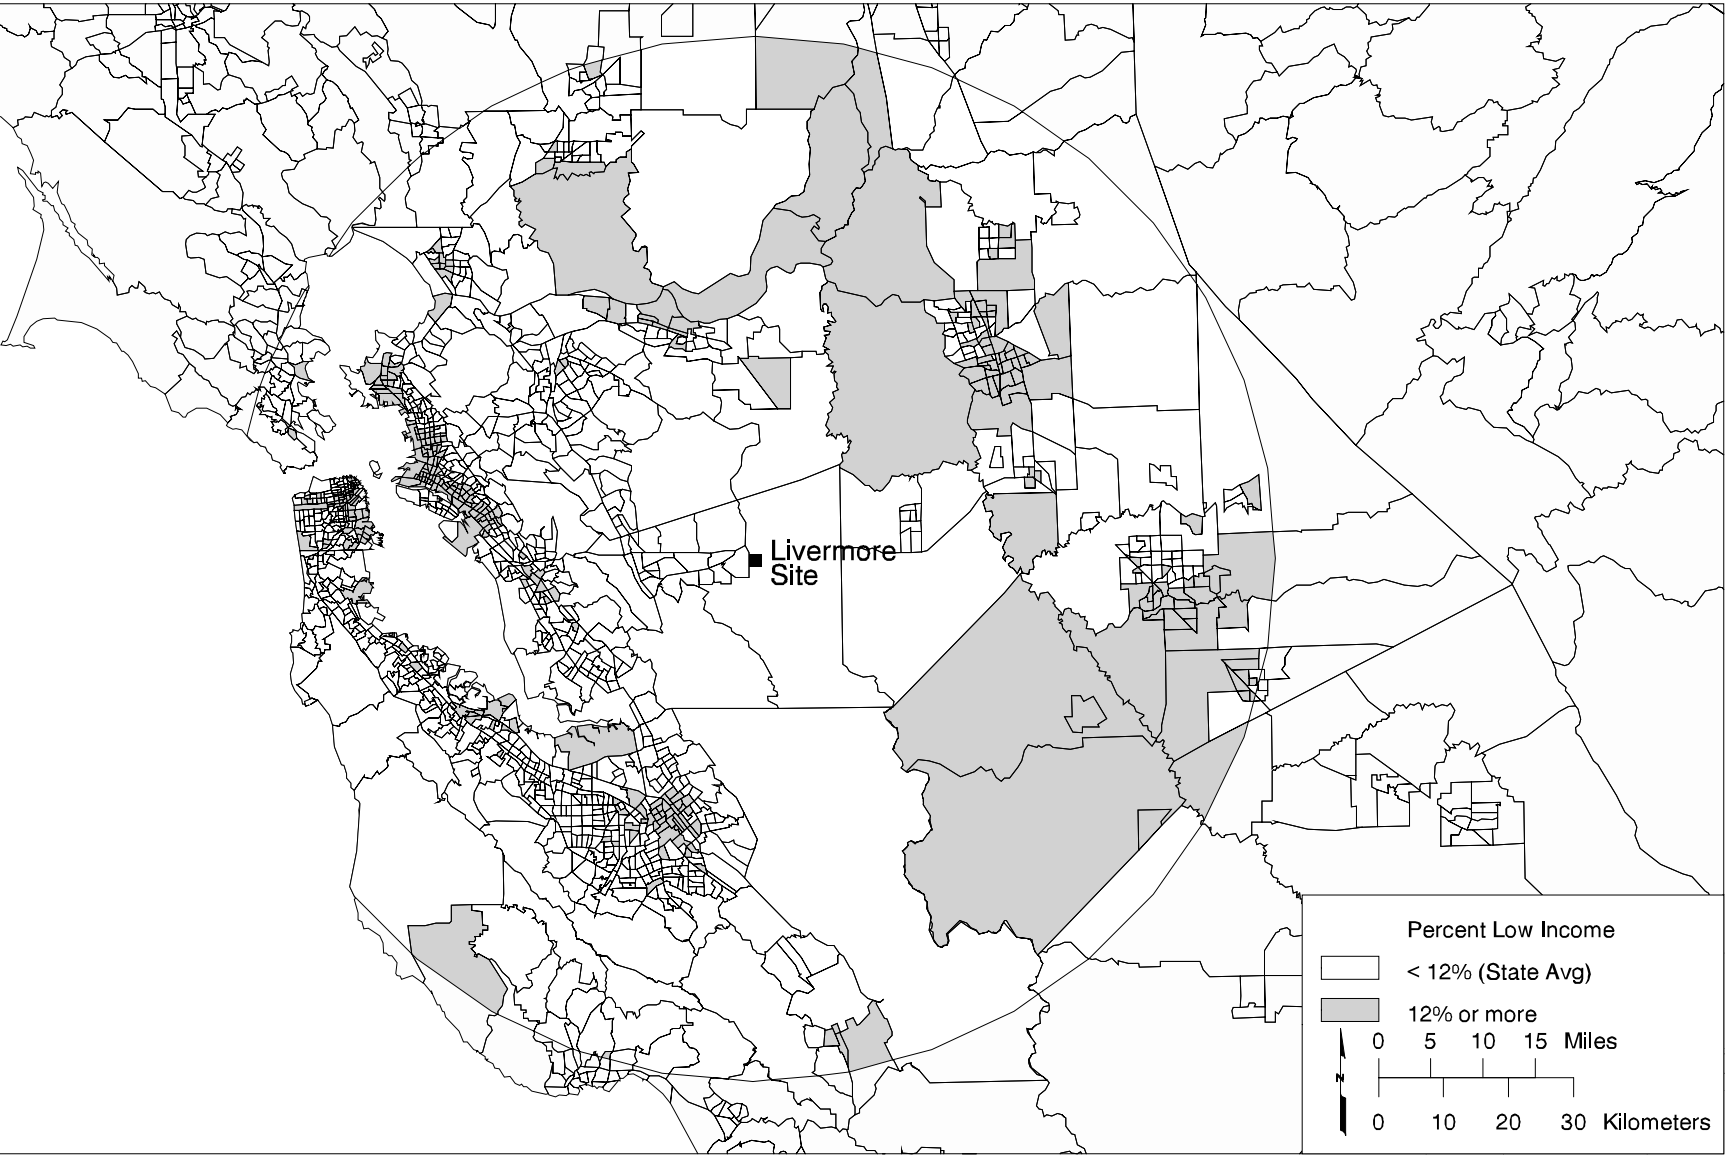 Livermore
Site
Percent Low Income
< 12% (State Avg)
12% or more
0 5 10 15 Miles
N
0 10 20 30 Kilometers